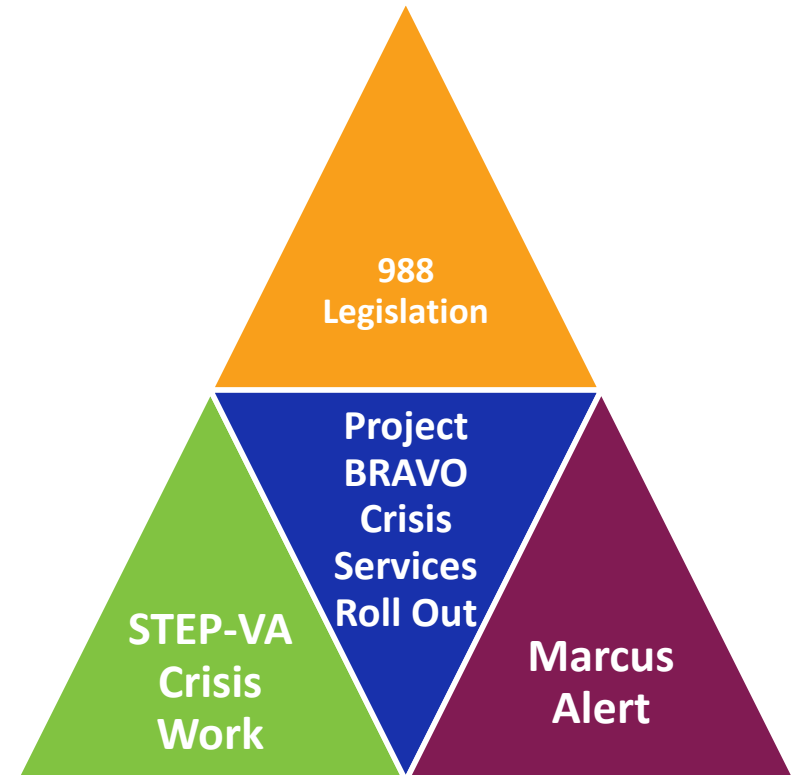 988
Legislation
Project
BRAVO
Crisis
Services
Roll Out
STEP-VA
Crisis
Work
Marcus
Alert